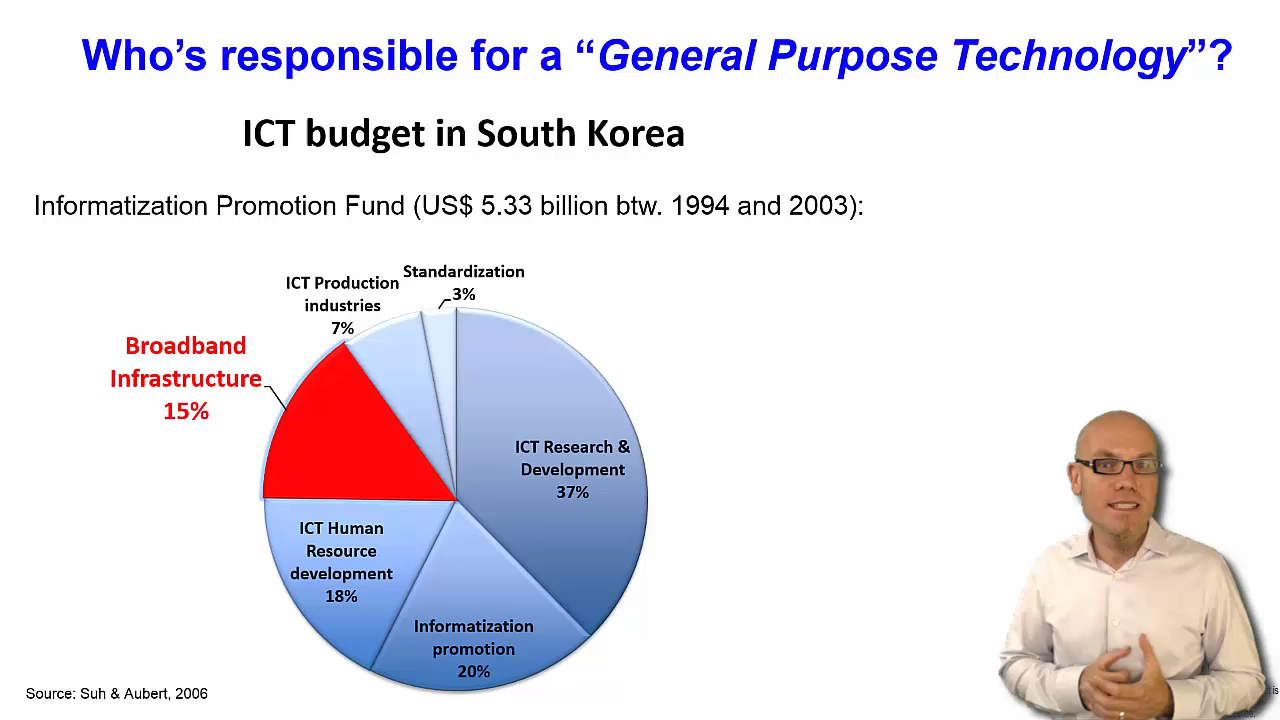 Who's responsible for a “General Purpose Technology”?
ICT budget in South Korea
Informatization Promotion Fund (US$ 5.33 billion btw. 1994 and 2003):
Standardization
3%
ICT Production
industries
7%
Broadband
Infrastructure
15%
ICT Research &
Development
37%
ICT Human
Resource
development
18%
Informatization
promotion
20%
Source: Suh & Aubert, 2006